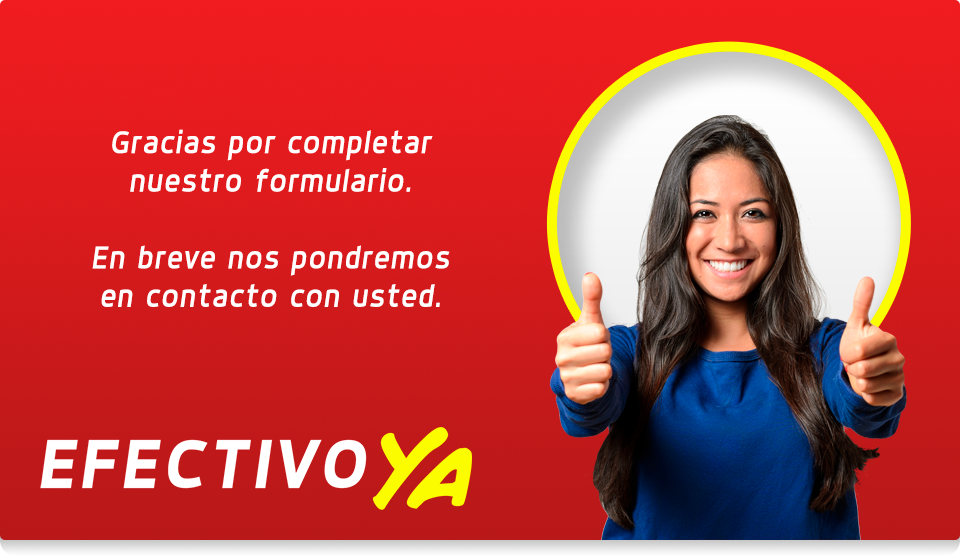 Gracias por completar
nuestro formulario.
En breve nos pondremos
en contacto con usted.
EFECTIVO YA